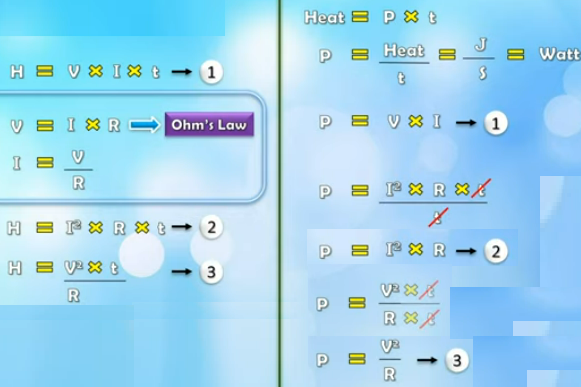 H = V × I × t → 1
V = I × R ⇒ Ohm's Law
I = V
R
H = I² × R × t → 2
H = V² × t → 3
R
Heat = P × t
P = Heat = J = Watt
t S
P = V × I → 1
P = I² × R × t
t
P = I² × R → 2
P = V² × t
R × t
P = V² → 3
R